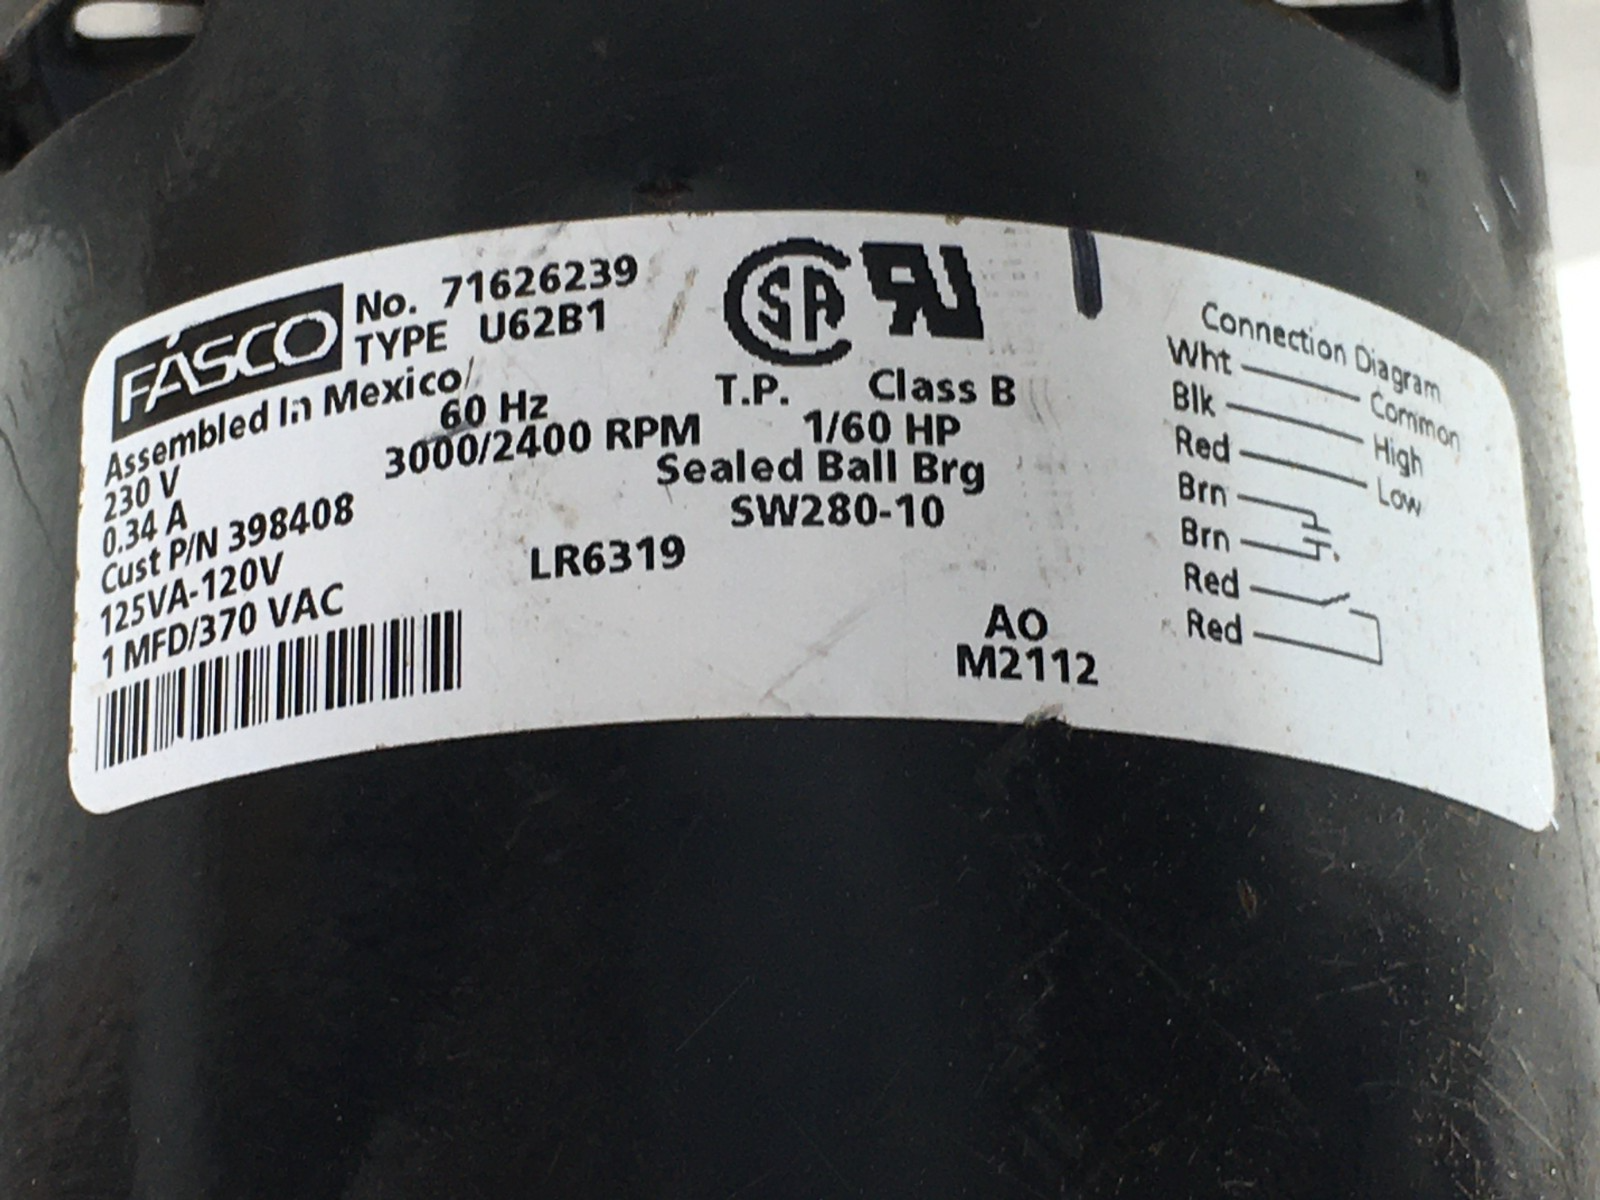 FASCO
No. 71626239
TYPE U62B1
Assembled In Mexico/
230 V 60 Hz
0.34 A 3000/2400 RPM
Cust P/N 398408
125VA-120V
1 MFD/370 VAC
LR6319
SA RU
T.P. Class B
1/60 HP
Sealed Ball Brg
SW280-10
AO
M2112
Connection Diagram
Wht Common
Blk High
Red Low
Brn
Brn
Red
Red